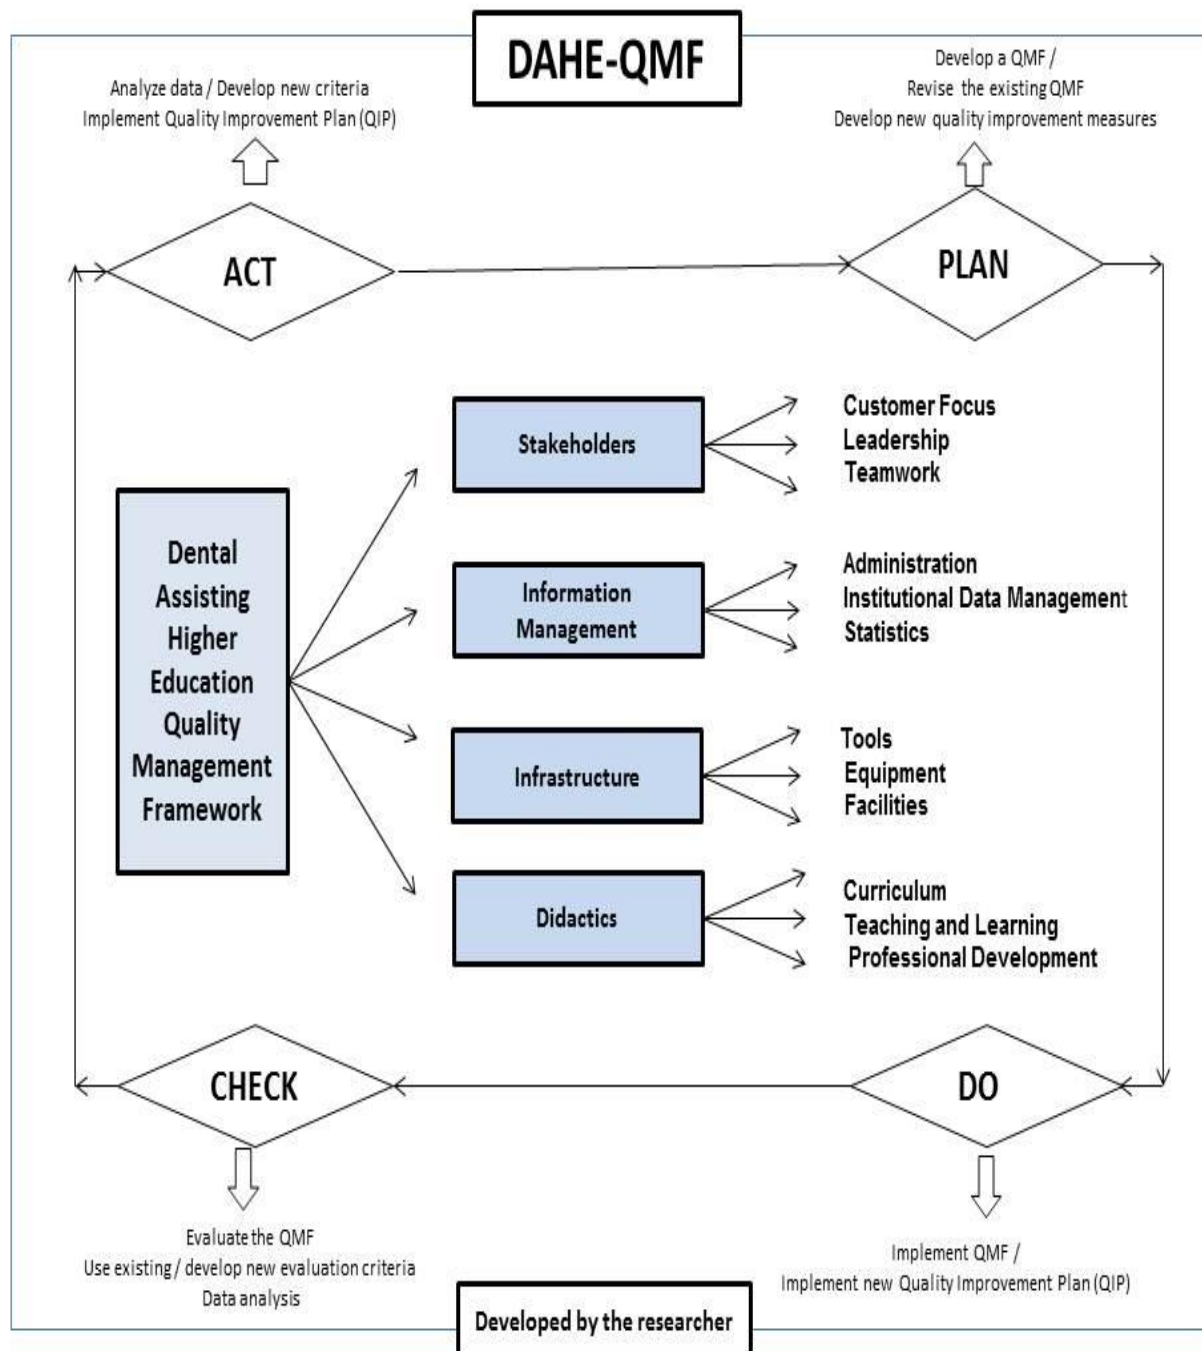 DAHE-QMF
Analyze data / Develop new criteria
Implement Quality Improvement Plan (QIP)
Develop a QMF /
Revise the existing QMF
Develop new quality improvement measures
ACT
PLAN
Dental
Assisting
Higher
Education
Quality
Management
Framework
Stakeholders
Customer Focus
Leadership
Teamwork
Information
Management
Administration
Institutional Data Management
Statistics
Infrastructure
Tools
Equipment
Facilities
Didactics
Curriculum
Teaching and Learning
Professional Development
CHECK
DO
Evaluate the QMF
Use existing / develop new evaluation criteria
Data analysis
Implement QMF /
Implement new Quality Improvement Plan (QIP)
Developed by the researcher